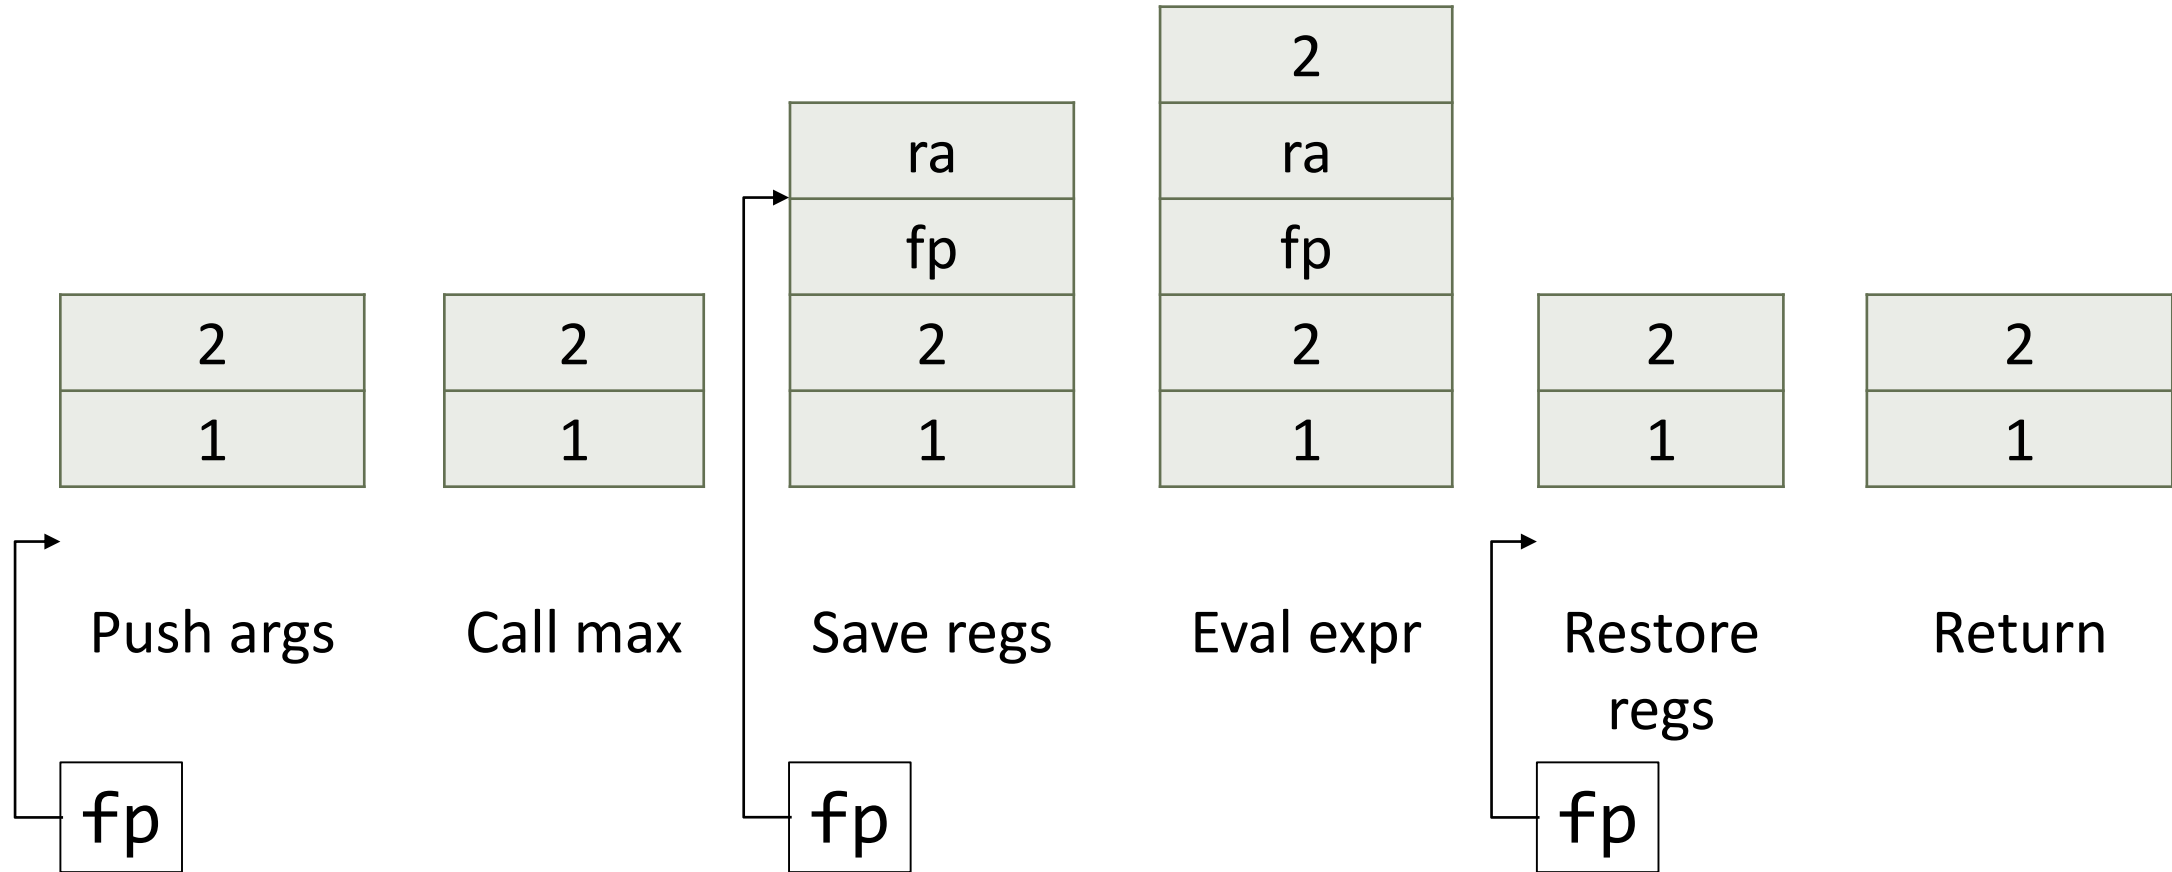 2
ra
ra
fp
fp
2
2
2
2
2
2
1
1
1
1
1
1
Push args
Call max
Save regs
Eval expr
Restore
regs
Return
fp
fp
fp